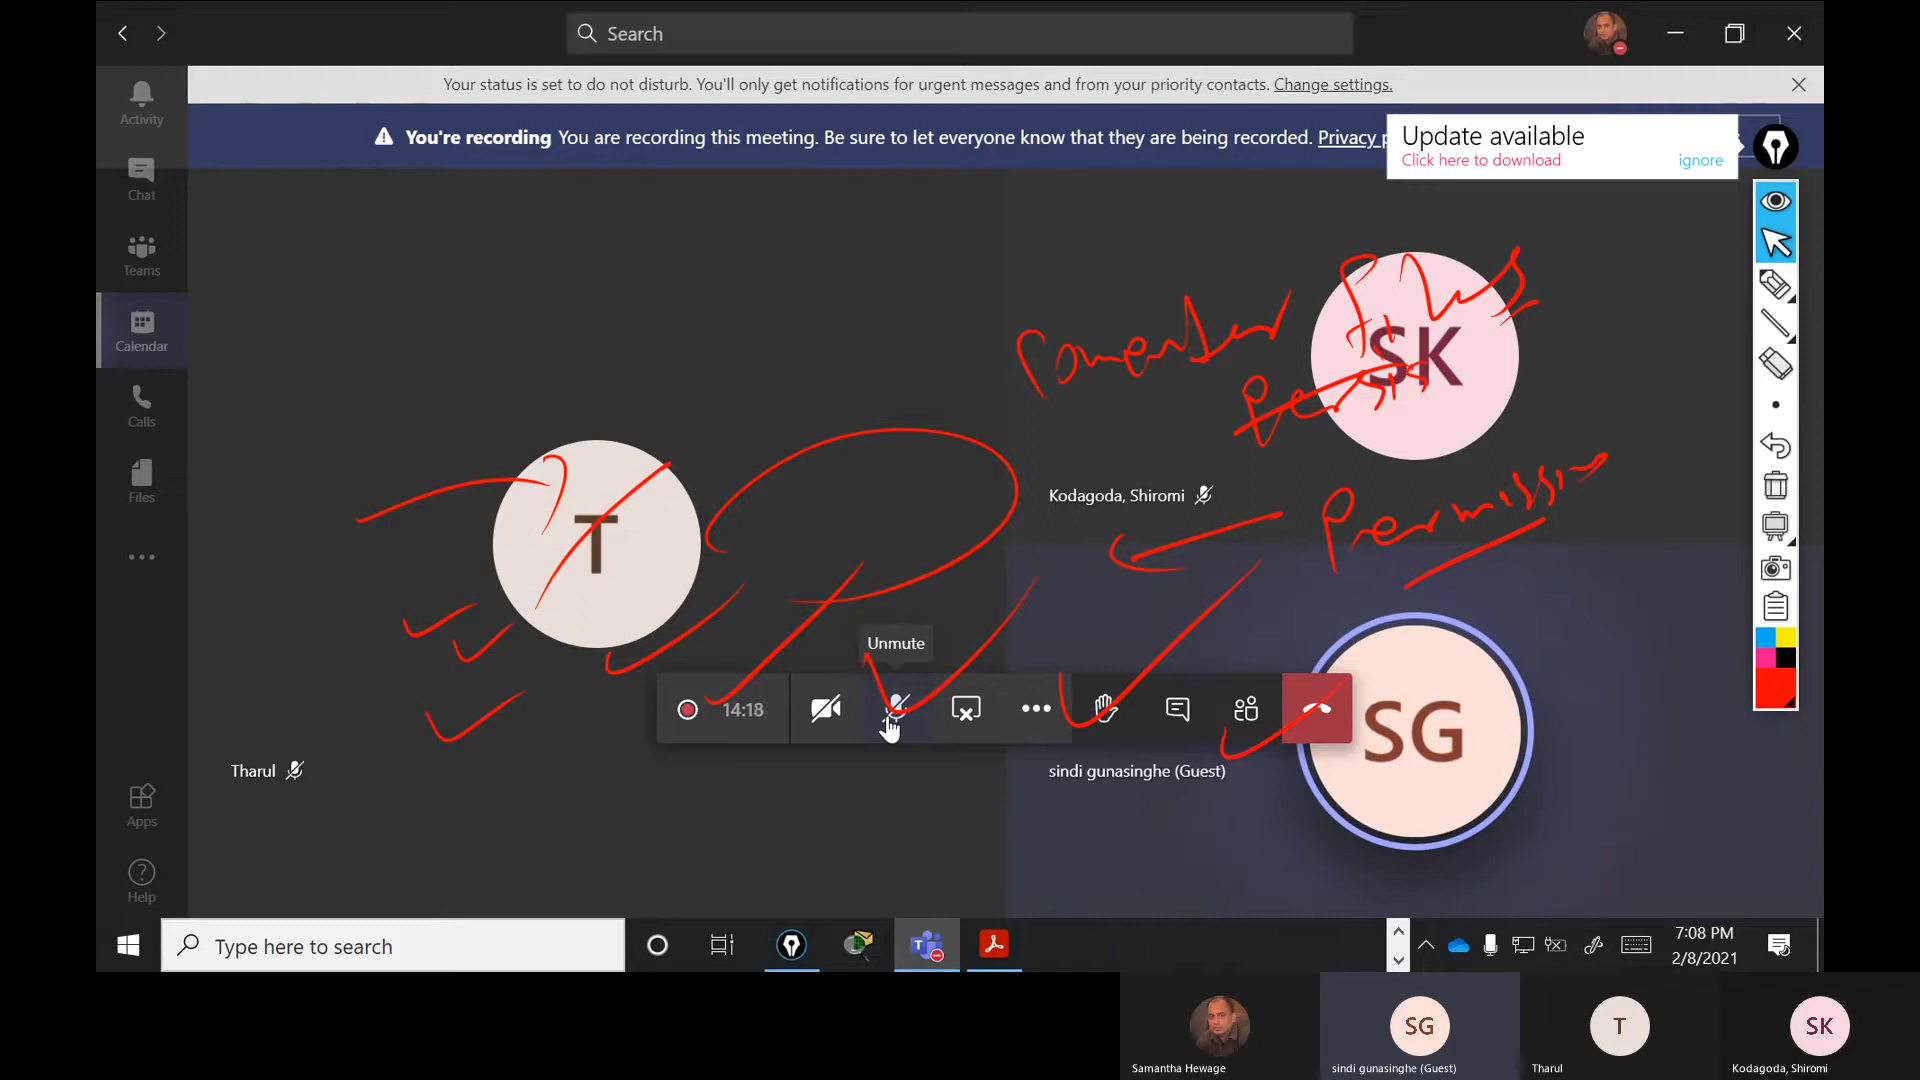 Search
Your status is set to do not disturb. You'll only get notifications for urgent messages and from your priority contacts. Change settings.
You're recording You are recording this meeting. Be sure to let everyone know that they are being recorded. Privacy p
Update available
Click here to download ignore
Activity
Chat
Teams
Calendar
Calls
Files
Apps
Help
SK
Kodagoda, Shiromi
T
Permission
Unmute
14:18
SG
Tharul
sindi gunasinghe (Guest)
Type here to search
7:08 PM
2/8/2021
SG
T
SK
Samantha Hewage
sindi gunasinghe (Guest)
Tharul
Kodagoda, Shiromi